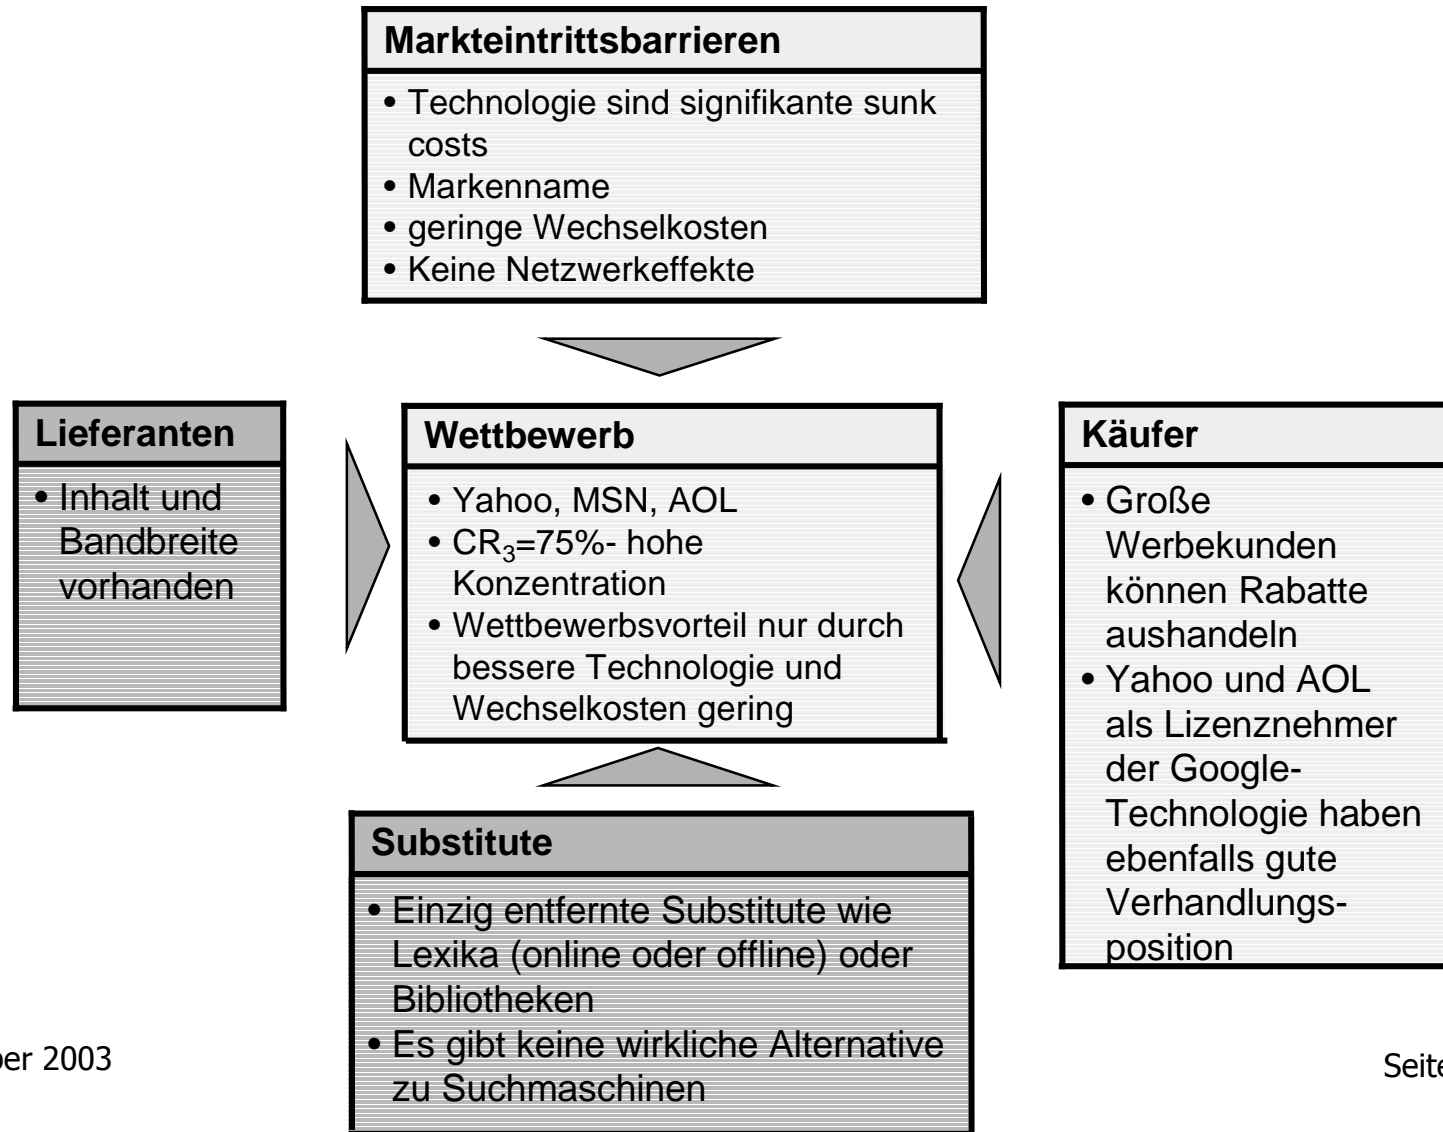 Markteintrittsbarrieren
• Technologie sind signifikante sunk
costs
• Markenname
• geringe Wechselkosten
• Keine Netzwerkeffekte
Lieferanten
• Inhalt und
Bandbreite
vorhanden
Wettbewerb
• Yahoo, MSN, AOL
• CR3=75%- hohe
Konzentration
• Wettbewerbsvorteil nur durch
bessere Technologie und
Wechselkosten gering
Käufer
• Große
Werbekunden
können Rabatte
aushandeln
• Yahoo und AOL
als Lizenznehmer
der Google-
Technologie haben
ebenfalls gute
Verhandlungs-
position
Substitute
• Einzig entfernte Substitute wie
Lexika (online oder offline) oder
Bibliotheken
• Es gibt keine wirkliche Alternative
zu Suchmaschinen
ber 2003
Seite